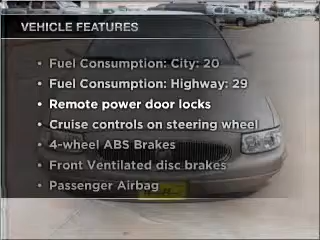 VEHICLE FEATURES
• Fuel Consumption: City: 20
• Fuel Consumption: Highway: 29
• Remote power door locks
• Cruise controls on steering wheel
• 4-wheel ABS Brakes
• Front Ventilated disc brakes
• Passenger Airbag